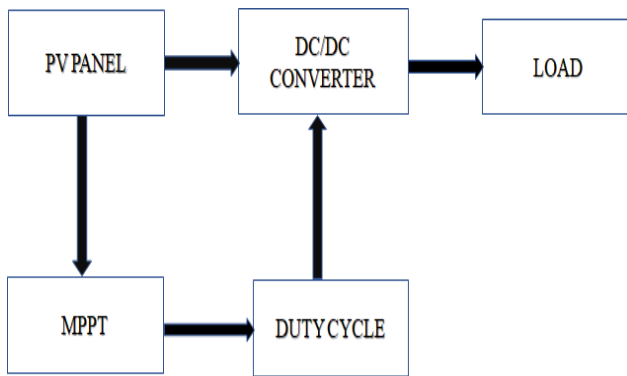 PV PANEL
DC/DC
CONVERTER
LOAD
MPPT
DUTY CYCLE